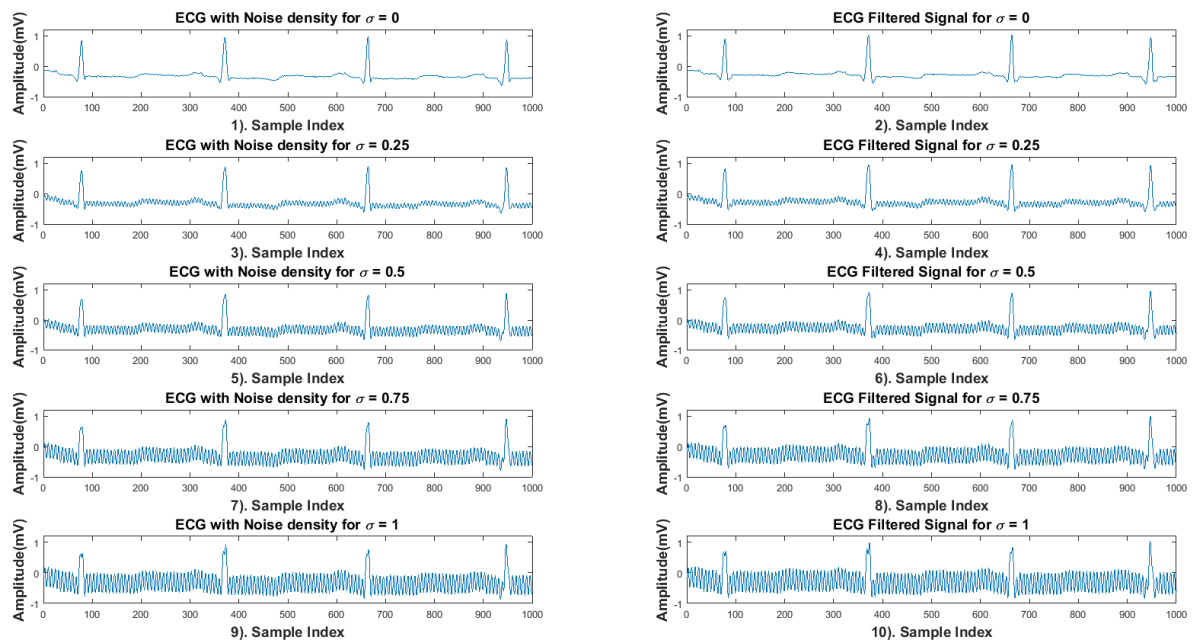 ECG with Noise density for σ = 0
Amplitude(mV)
1
0
-1
0 100 200 300 400 500 600 700 800 900 1000
1). Sample Index
ECG Filtered Signal for σ = 0
Amplitude(mV)
1
0
-1
0 100 200 300 400 500 600 700 800 900 1000
2). Sample Index
ECG with Noise density for σ = 0.25
Amplitude(mV)
1
0
-1
0 100 200 300 400 500 600 700 800 900 1000
3). Sample Index
ECG Filtered Signal for σ = 0.25
Amplitude(mV)
1
0
-1
0 100 200 300 400 500 600 700 800 900 1000
4). Sample Index
ECG with Noise density for σ = 0.5
Amplitude(mV)
1
0
-1
0 100 200 300 400 500 600 700 800 900 1000
5). Sample Index
ECG Filtered Signal for σ = 0.5
Amplitude(mV)
1
0
-1
0 100 200 300 400 500 600 700 800 900 1000
6). Sample Index
ECG with Noise density for σ = 0.75
Amplitude(mV)
1
0
-1
0 100 200 300 400 500 600 700 800 900 1000
7). Sample Index
ECG Filtered Signal for σ = 0.75
Amplitude(mV)
1
0
-1
0 100 200 300 400 500 600 700 800 900 1000
8). Sample Index
ECG with Noise density for σ = 1
Amplitude(mV)
1
0
-1
0 100 200 300 400 500 600 700 800 900 1000
9). Sample Index
ECG Filtered Signal for σ = 1
Amplitude(mV)
1
0
-1
0 100 200 300 400 500 600 700 800 900 1000
10). Sample Index